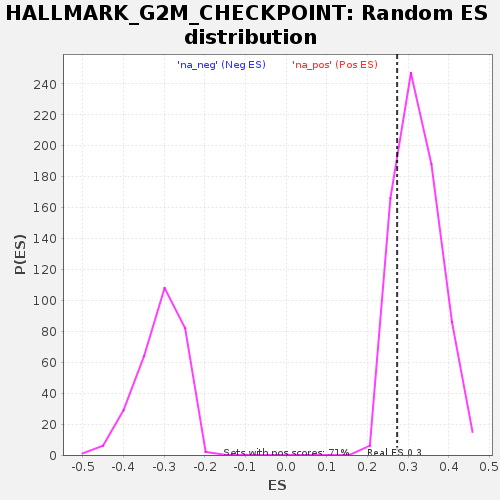 HALLMARK_G2M_CHECKPOINT: Random ES
distribution
'na_neg' (Neg ES) 'na_pos' (Pos ES)
P(ES)
240
220
200
180
160
140
120
100
80
60
40
20
0
Sets with pos scores: 71% Real ES 0.3
-0.5 -0.4 -0.3 -0.2 -0.1 0.0 0.1 0.2 0.3 0.4 0.5
ES